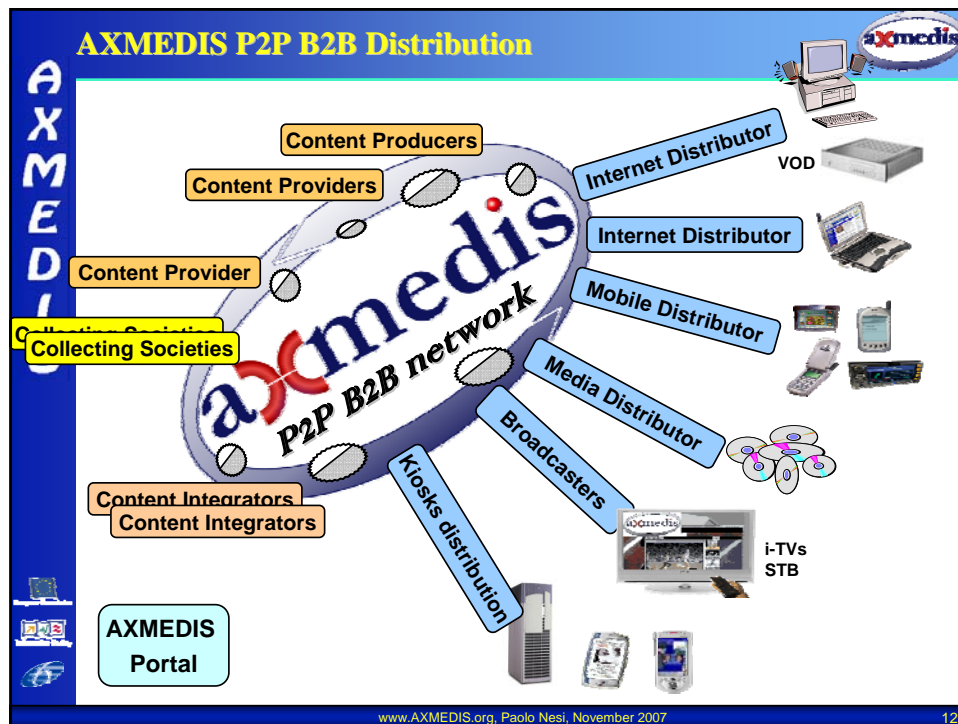 AXMEDIS P2P B2B Distribution
axmedis
AXMEDIS
Content Producers
Content Providers
Content Provider
Collecting Societies
Collecting Societies
Content Integrators
Content Integrators
axmedis
P2P B2B network
Internet Distributor
VOD
Internet Distributor
Mobile Distributor
Media Distributor
Broadcasters
Kiosks distribution
axmedis
i-TVs
STB
AXMEDIS
Portal
www.AXMEDIS.org, Paolo Nesi, November 2007
12